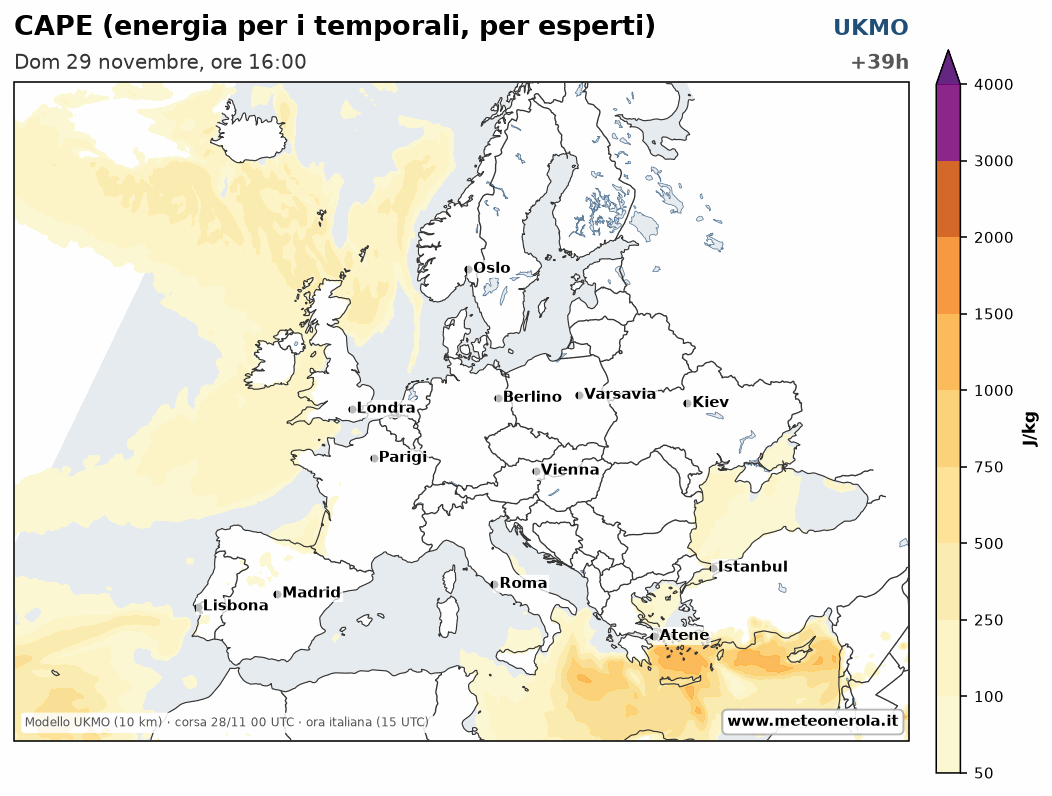 CAPE (energia per i temporali, per esperti)
UKMO
Dom 29 novembre, ore 16:00
+39h
4000
3000
2000
1500
1000
750
500
250
100
50
J/kg
Oslo
Berlino
Varsavia
Kiev
Londra
Parigi
Vienna
Istanbul
Roma
Madrid
Lisbona
Atene
Modello UKMO (10 km) · corsa 28/11 00 UTC · ora italiana (15 UTC)
www.meteonerola.it